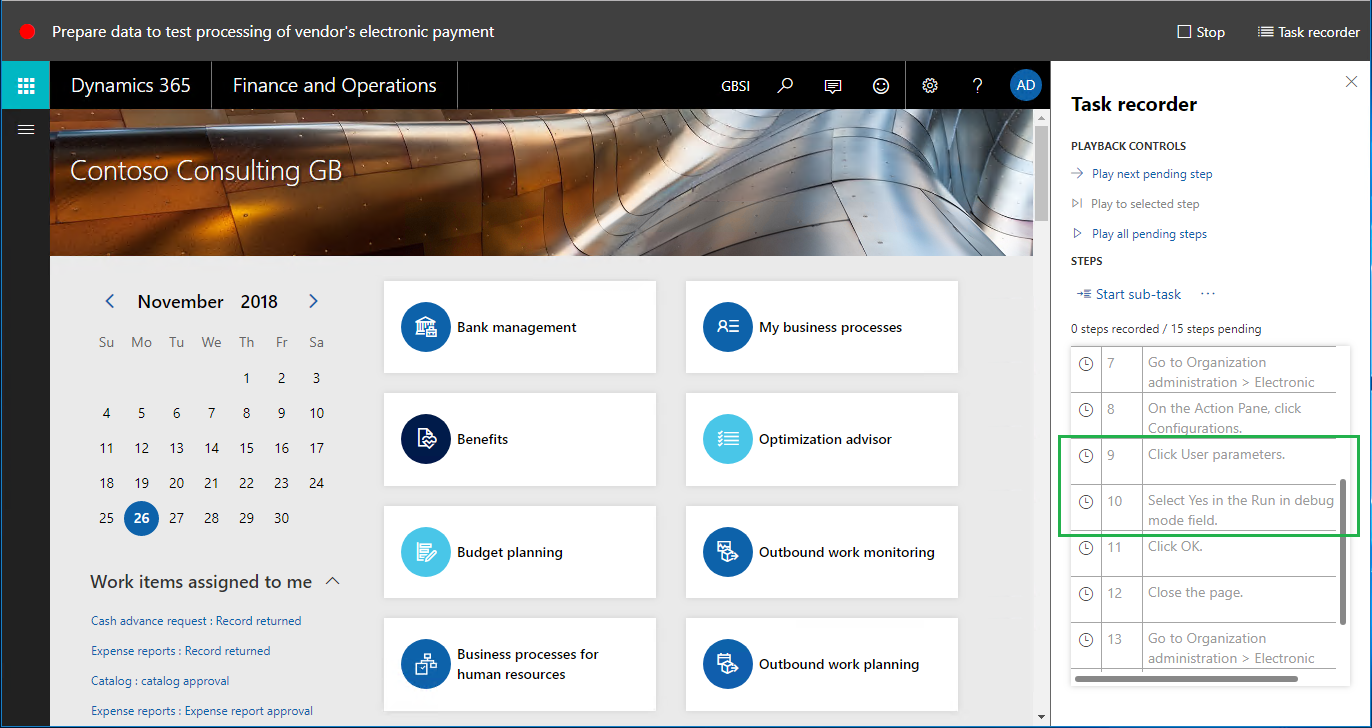 Prepare data to test processing of vendor's electronic payment
Stop
Task recorder
Dynamics 365
Finance and Operations
GBSI
?
AD
Contoso Consulting GB
November 2018
Su Mo Tu We Th Fr Sa
1 2 3
4 5 6 7 8 9 10
11 12 13 14 15 16 17
18 19 20 21 22 23 24
25 26 27 28 29 30
Work items assigned to me
Cash advance request : Record returned
Expense reports : Record returned
Catalog : catalog approval
Expense reports : Expense report approval
Bank management
My business processes
Benefits
Optimization advisor
Budget planning
Outbound work monitoring
Business processes for
human resources
Outbound work planning
Task recorder
PLAYBACK CONTROLS
Play next pending step
Play to selected step
Play all pending steps
STEPS
Start sub-task ...
0 steps recorded / 15 steps pending
7 Go to Organization
administration > Electronic
8 On the Action Pane, click
Configurations.
9 Click User parameters.
10 Select Yes in the Run in debug
mode field.
11 Click OK.
12 Close the page.
13 Go to Organization
administration > Electronic